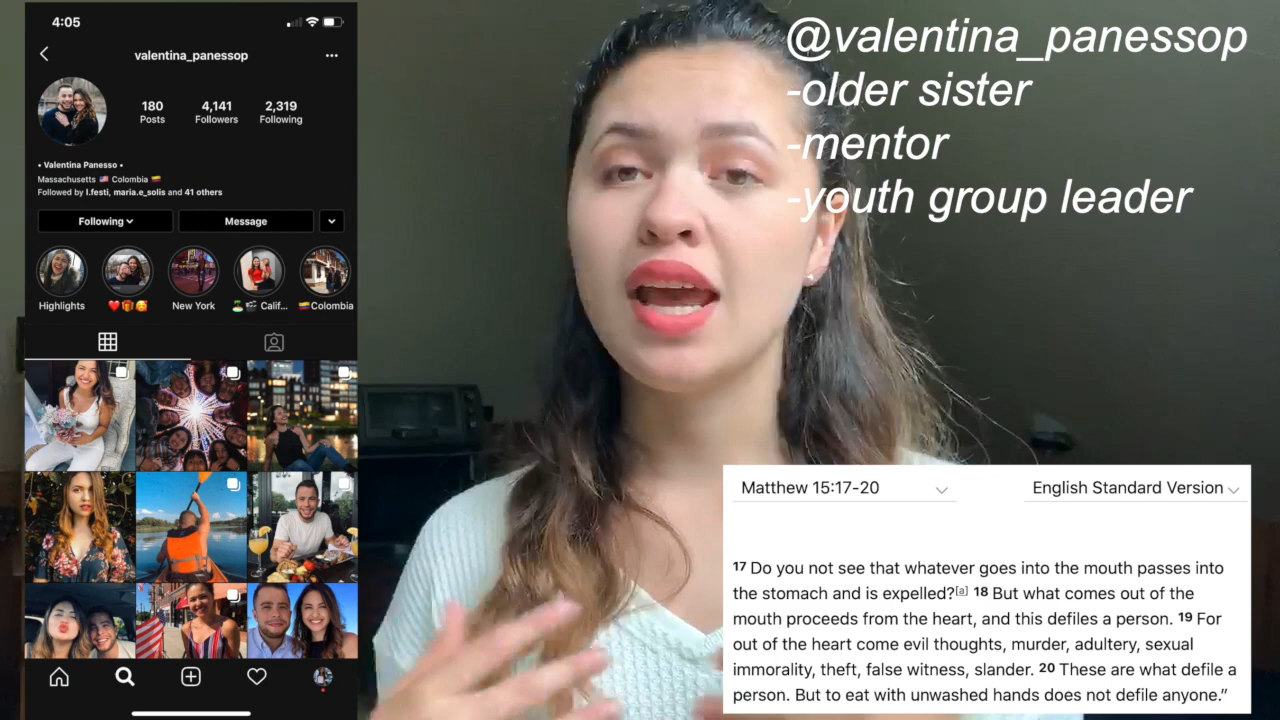 4:05
valentina_panessop
180
4,141
2,319
Posts
Followers
Following
• Valentina Panesso •
Massachusetts 🇺🇸 Colombia 🇨🇴
Followed by l.festi, maria.e_solis and 41 others
Following
Message
Highlights
❤️🎁🥰
New York
🏝️🎬 Calif...
🇨🇴Colombia
@valentina_panessop
-older sister
-mentor
-youth group leader
Matthew 15:17-20
English Standard Version
17 Do you not see that whatever goes into the mouth passes into
the stomach and is expelled?[a] 18 But what comes out of the
mouth proceeds from the heart, and this defiles a person. 19 For
out of the heart come evil thoughts, murder, adultery, sexual
immorality, theft, false witness, slander. 20 These are what defile a
person. But to eat with unwashed hands does not defile anyone.”